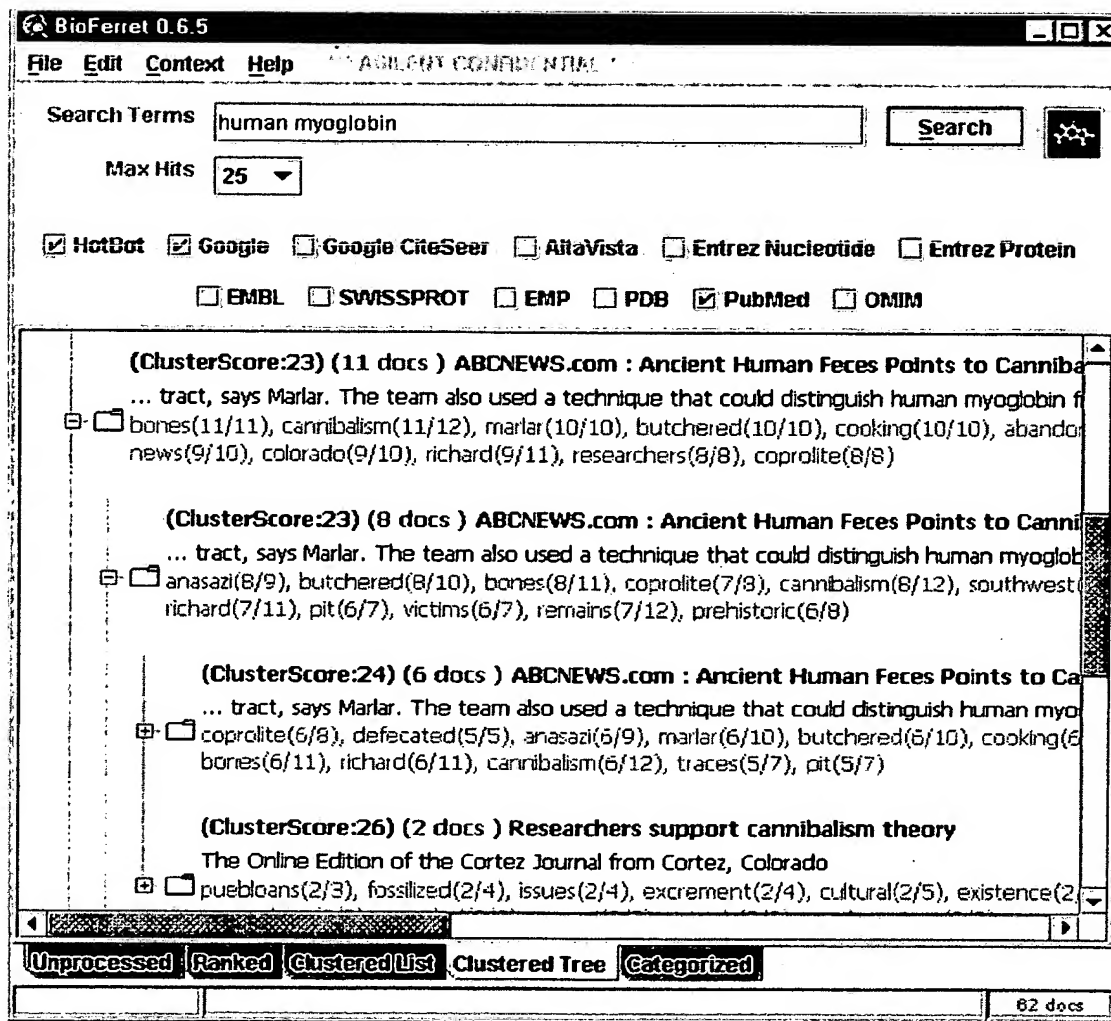 BioFerret 0.6.5
File Edit Context Help ** AGILENT CONFIDENTIAL *
Search Terms human myoglobin Search
Max Hits 25
HotBot Google Google CiteSeer AltaVista Entrez Nucleotide Entrez Protein
EMBL SWISSPROT EMP PDB PubMed OMIM
(ClusterScore:23) (11 docs ) ABCNEWS.com : Ancient Human Feces Points to Canniba
... tract, says Marlar. The team also used a technique that could distinguish human myoglobin f
bones(11/11), cannibalism(11/12), marlar(10/10), butchered(10/10), cooking(10/10), abandor
news(9/10), colorado(9/10), richard(9/11), researchers(8/8), coprolite(8/8)
(ClusterScore:23) (8 docs ) ABCNEWS.com : Ancient Human Feces Points to Canni
... tract, says Marlar. The team also used a technique that could distinguish human myoglob
anasazi(8/9), butchered(8/10), bones(8/11), coprolite(7/8), cannibalism(8/12), southwest(
richard(7/11), pit(6/7), victims(6/7), remains(7/12), prehistoric(6/8)
(ClusterScore:24) (6 docs ) ABCNEWS.com : Ancient Human Feces Points to Ca
... tract, says Marlar. The team also used a technique that could distinguish human myo
coprolite(6/8), defecated(5/5), anasazi(6/9), marlar(6/10), butchered(6/10), cooking(6
bones(6/11), richard(6/11), cannibalism(6/12), traces(5/7), pit(5/7)
(ClusterScore:26) (2 docs ) Researchers support cannibalism theory
The Online Edition of the Cortez Journal from Cortez, Colorado
puebloans(2/3), fossilized(2/4), issues(2/4), excrement(2/4), cultural(2/5), existence(2/
Unprocessed Ranked Clustered List Clustered Tree Categorized
62 docs